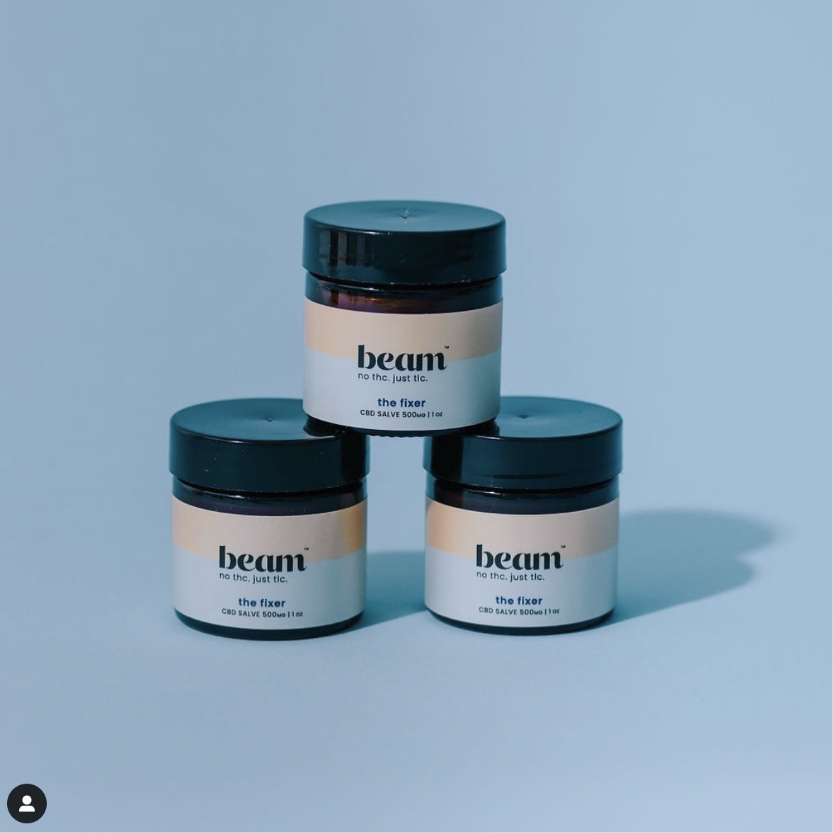 beam™
no thc. just tlc.
the fixer
CBD SALVE 500MG | 1 oz
beam™
no thc. just tlc.
the fixer
CBD SALVE 500MG | 1 oz
beam™
no thc. just tlc.
the fixer
CBD SALVE 500MG | 1 oz